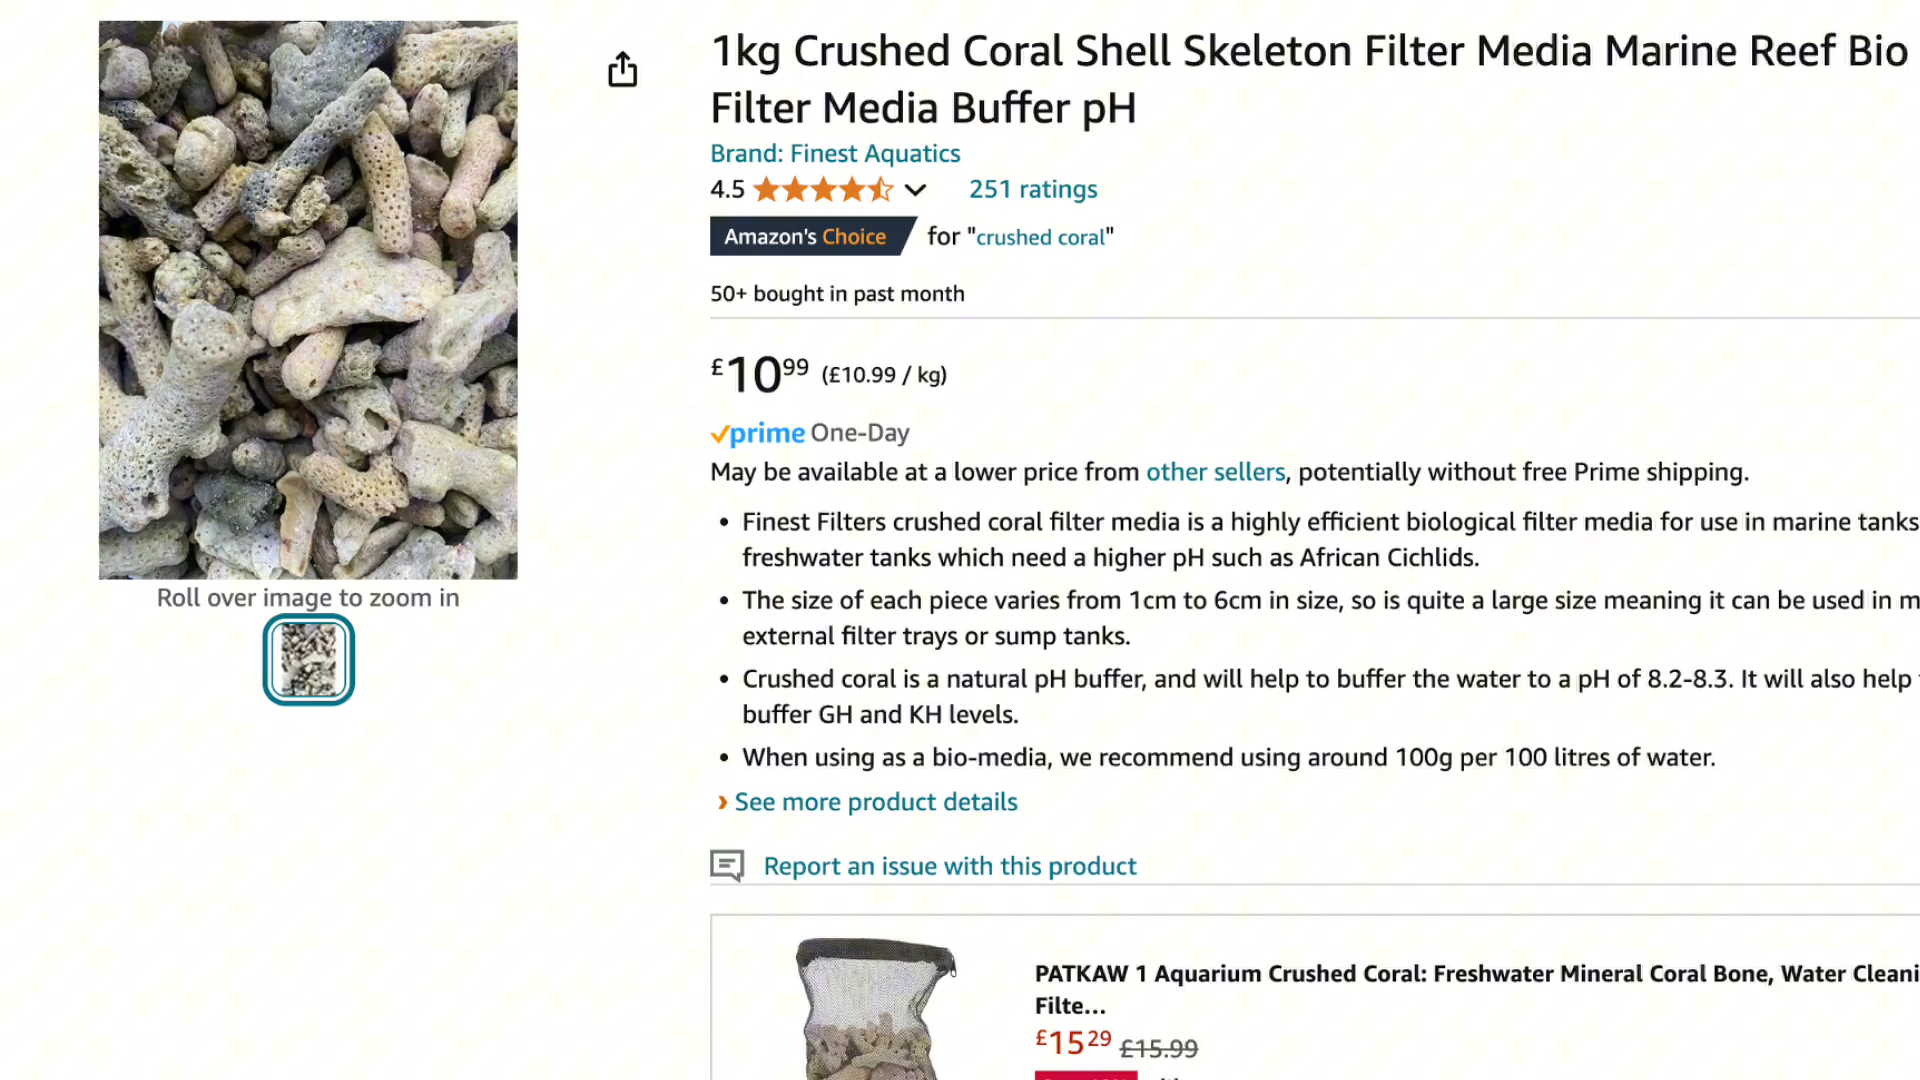 1kg Crushed Coral Shell Skeleton Filter Media Marine Reef Bio
Filter Media Buffer pH
Brand: Finest Aquatics
4.5 251 ratings
Amazon's Choice for "crushed coral"
50+ bought in past month
£10.99 (£10.99 / kg)
prime One-Day
May be available at a lower price from other sellers, potentially without free Prime shipping.
• Finest Filters crushed coral filter media is a highly efficient biological filter media for use in marine tanks
freshwater tanks which need a higher pH such as African Cichlids.
• The size of each piece varies from 1cm to 6cm in size, so is quite a large size meaning it can be used in m
external filter trays or sump tanks.
• Crushed coral is a natural pH buffer, and will help to buffer the water to a pH of 8.2-8.3. It will also help
buffer GH and KH levels.
• When using as a bio-media, we recommend using around 100g per 100 litres of water.
› See more product details
Report an issue with this product
Roll over image to zoom in
PATKAW 1 Aquarium Crushed Coral: Freshwater Mineral Coral Bone, Water Cleani
Filte...
£15.29 £15.99